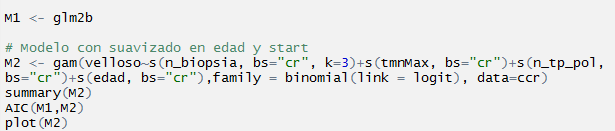 M1 <- glm2b
# Modelo con suavizado en edad y start
M2 <- gam(velloso~s(n_biopsia, bs="cr", k=3)+s(tmnMax, bs="cr")+s(n_tp_pol,
bs="cr")+s(edad, bs="cr"),family = binomial(link = logit), data=ccr)
summary(M2)
AIC(M1,M2)
plot(M2)